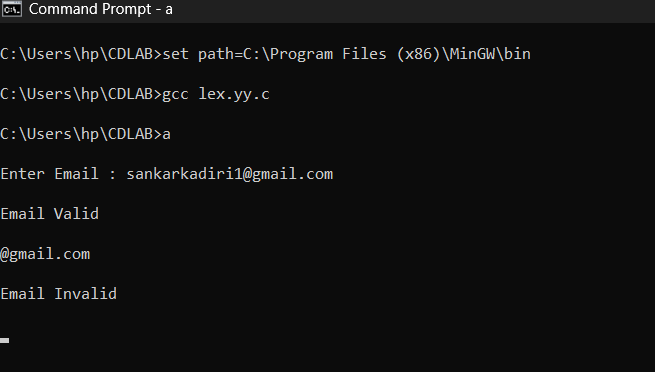 Command Prompt - a
C:\Users\hp\CDLAB>set path=C:\Program Files (x86)\MinGW\bin
C:\Users\hp\CDLAB>gcc lex.yy.c
C:\Users\hp\CDLAB>a
Enter Email : sankarkadiri1@gmail.com
Email Valid
@gmail.com
Email Invalid